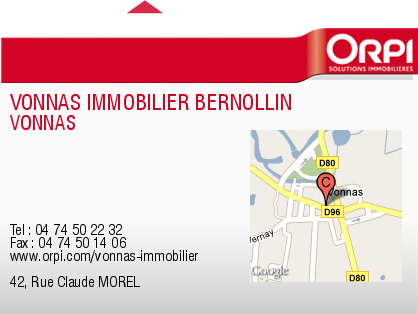 ORPI
SOLUTIONS IMMOBILIÈRES
VONNAS IMMOBILIER BERNOLLIN
VONNAS
D80
C
Vonnas
D96
Vernay
Google
D80
Tel : 04 74 50 22 32
Fax : 04 74 50 14 06
www.orpi.com/vonnas-immobilier
42, Rue Claude MOREL